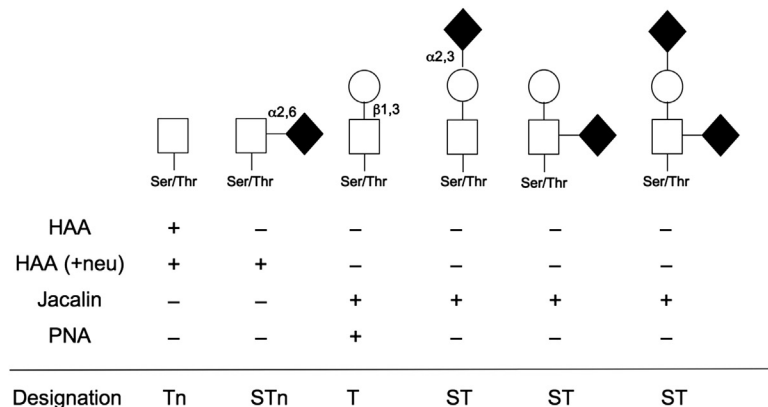 α2,3
α2,6
β1,3
Ser/Thr Ser/Thr Ser/Thr Ser/Thr Ser/Thr Ser/Thr
HAA + – – – – –
HAA (+neu) + + – – – –
Jacalin – – + + + +
PNA – – + – – –
Designation Tn STn T ST ST ST